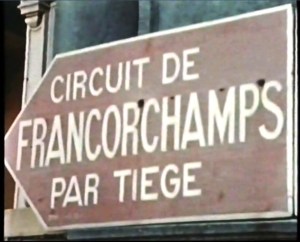 CIRCUIT DE
FRANCORCHAMPS
PAR TIEGE